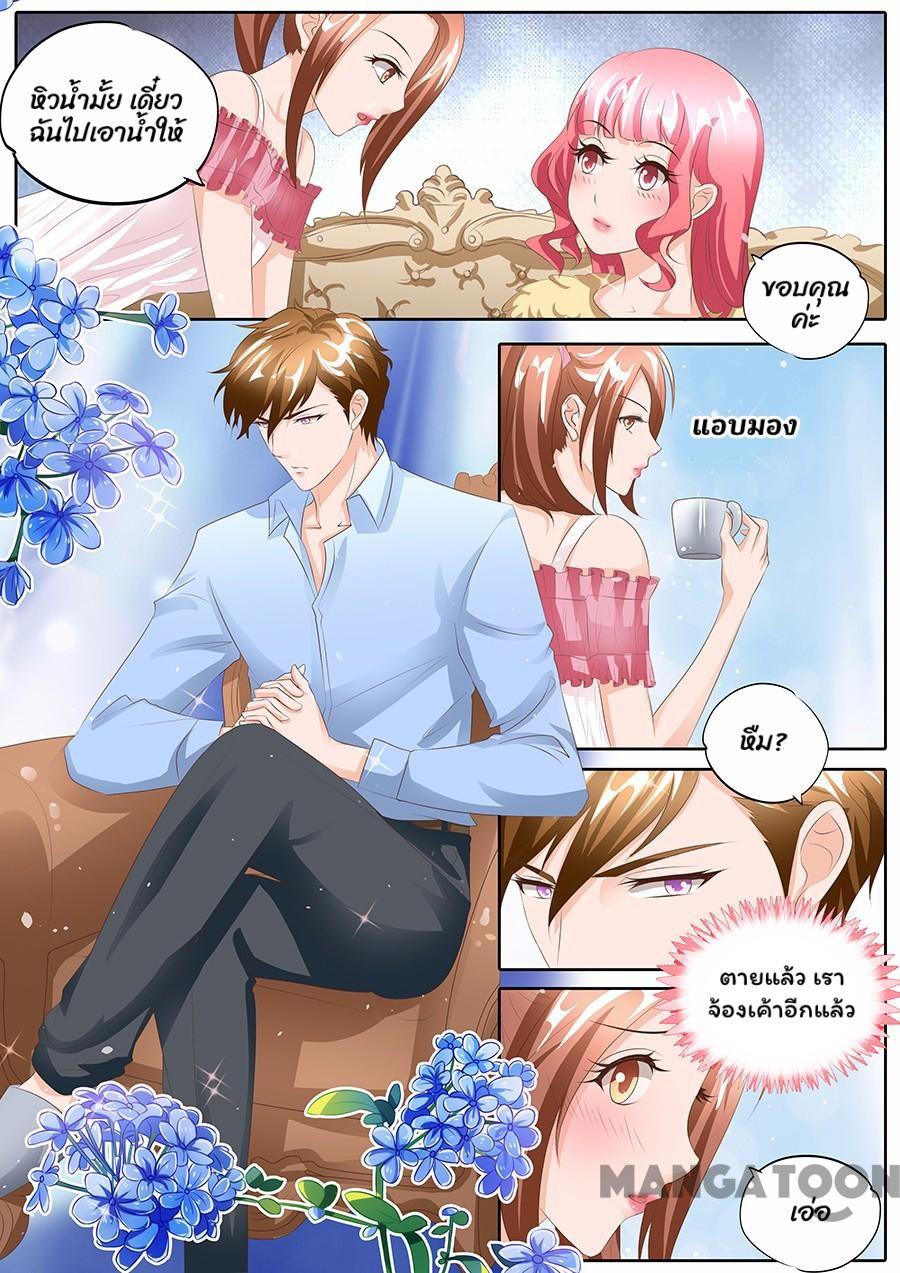 หิวน้ำมั้ย เดี๋ยว
ฉันไปเอาน้ำให้
ขอบคุณ
ค่ะ
แอบมอง
หืม?
ตายแล้ว เรา
จ้องเค้าอีกแล้ว
เอ่อ
MANGATOON